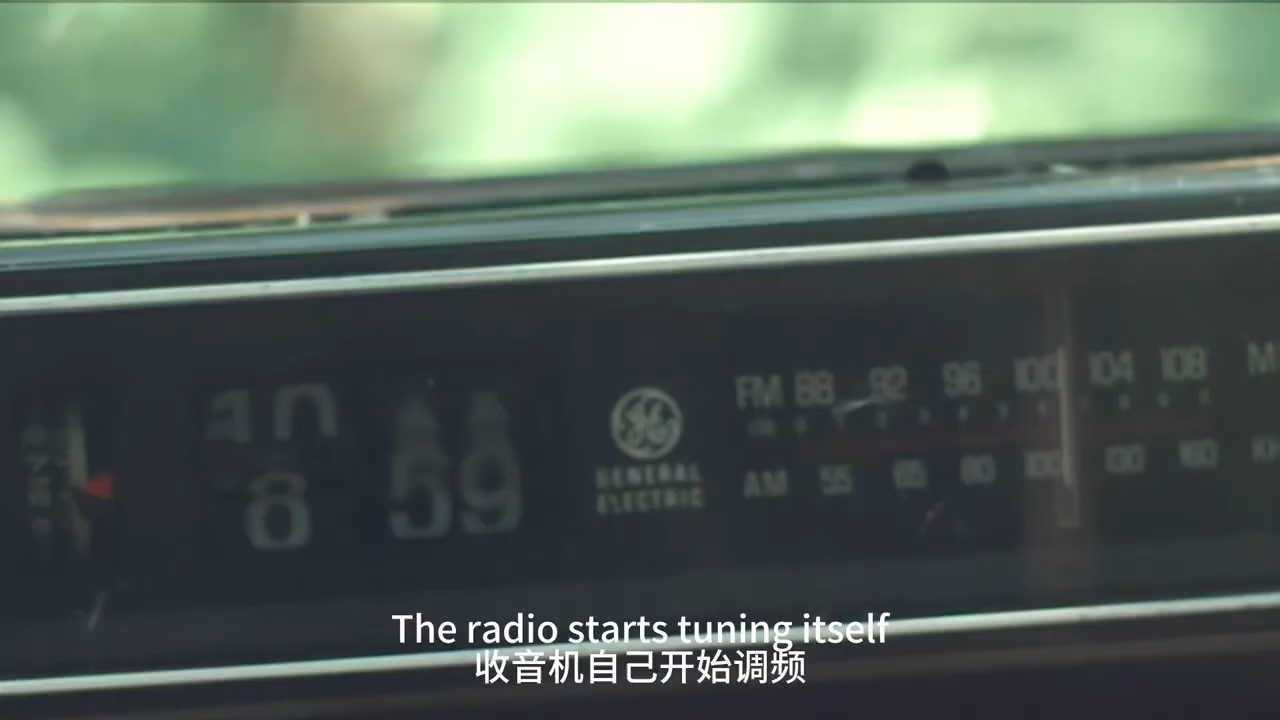 10
8 59
GENERAL
ELECTRIC
FM 88 92 96 100 104 108
AM 55 65 80 100 130 160
The radio starts tuning itself
收音机自己开始调频